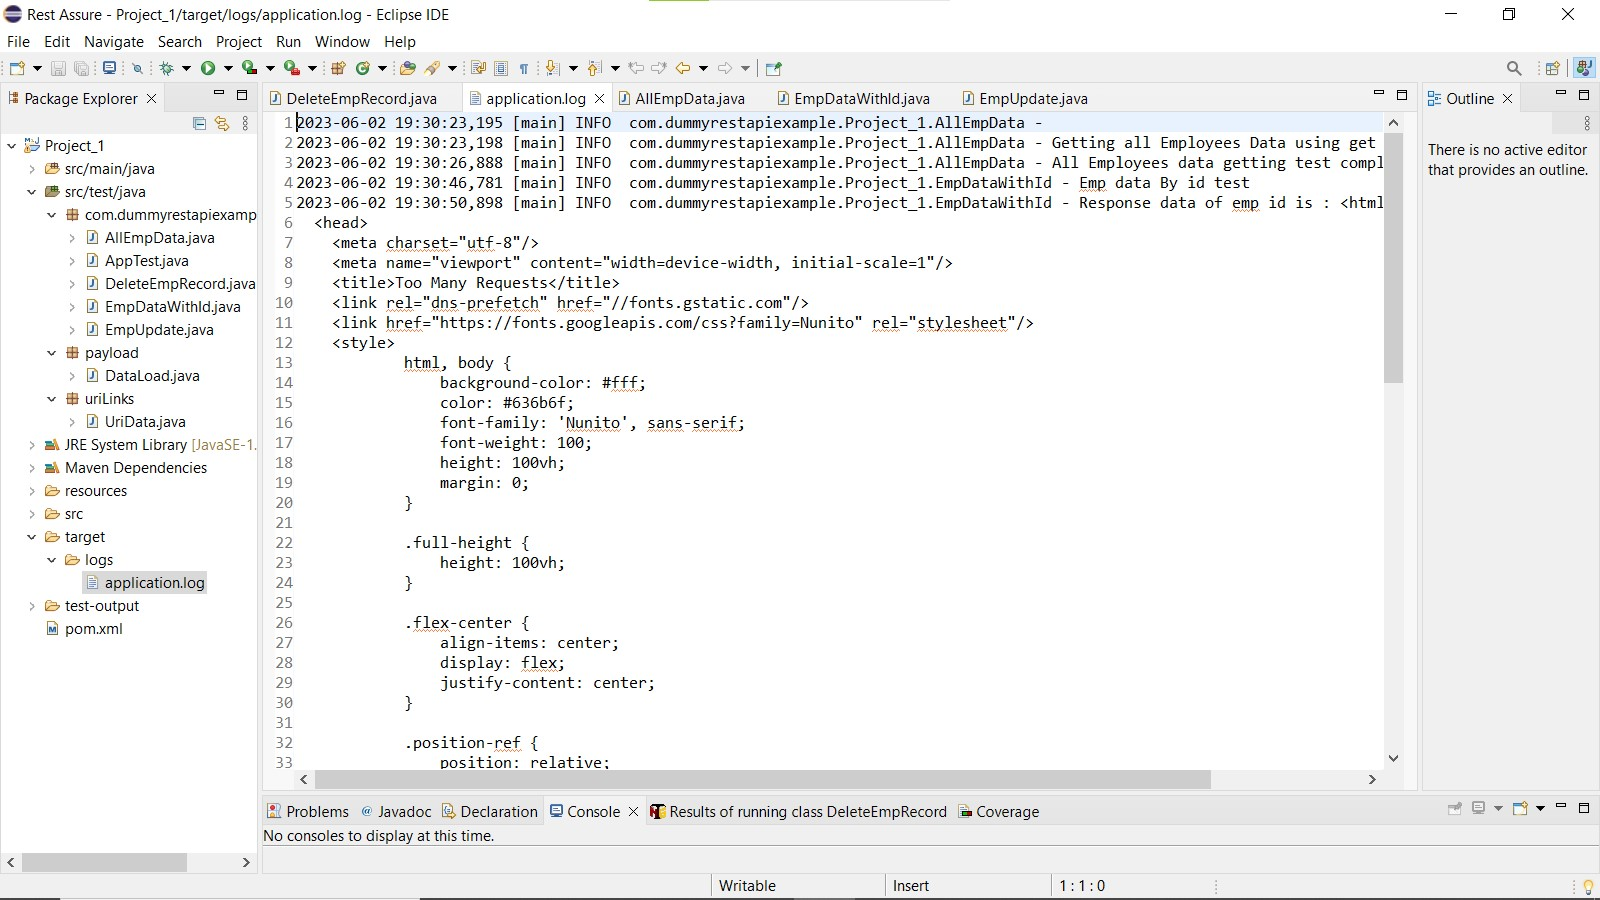 Rest Assure - Project_1/target/logs/application.log - Eclipse IDE
File Edit Navigate Search Project Run Window Help
Package Explorer
Project_1
src/main/java
src/test/java
com.dummyrestapiexamp
AllEmpData.java
AppTest.java
DeleteEmpRecord.java
EmpDataWithId.java
EmpUpdate.java
payload
DataLoad.java
uriLinks
UriData.java
JRE System Library [JavaSE-1.
Maven Dependencies
resources
src
target
logs
application.log
test-output
pom.xml
DeleteEmpRecord.java application.log AllEmpData.java EmpDataWithId.java EmpUpdate.java
1 2023-06-02 19:30:23,195 [main] INFO  com.dummyrestapiexample.Project_1.AllEmpData -
2 2023-06-02 19:30:23,198 [main] INFO  com.dummyrestapiexample.Project_1.AllEmpData - Getting all Employees Data using get
3 2023-06-02 19:30:26,888 [main] INFO  com.dummyrestapiexample.Project_1.AllEmpData - All Employees data getting test compl
4 2023-06-02 19:30:46,781 [main] INFO  com.dummyrestapiexample.Project_1.EmpDataWithId - Emp data By id test
5 2023-06-02 19:30:50,898 [main] INFO  com.dummyrestapiexample.Project_1.EmpDataWithId - Response data of emp id is : <html
6 <head>
7 <meta charset="utf-8"/>
8 <meta name="viewport" content="width=device-width, initial-scale=1"/>
9 <title>Too Many Requests</title>
10 <link rel="dns-prefetch" href="//fonts.gstatic.com"/>
11 <link href="https://fonts.googleapis.com/css?family=Nunito" rel="stylesheet"/>
12 <style>
13 html, body {
14 background-color: #fff;
15 color: #636b6f;
16 font-family: 'Nunito', sans-serif;
17 font-weight: 100;
18 height: 100vh;
19 margin: 0;
20 }
21
22 .full-height {
23 height: 100vh;
24 }
25
26 .flex-center {
27 align-items: center;
28 display: flex;
29 justify-content: center;
30 }
31
32 .position-ref {
33 position: relative;
Outline
There is no active editor
that provides an outline.
Problems @ Javadoc Declaration Console Results of running class DeleteEmpRecord Coverage
No consoles to display at this time.
Writable Insert 1 : 1 : 0